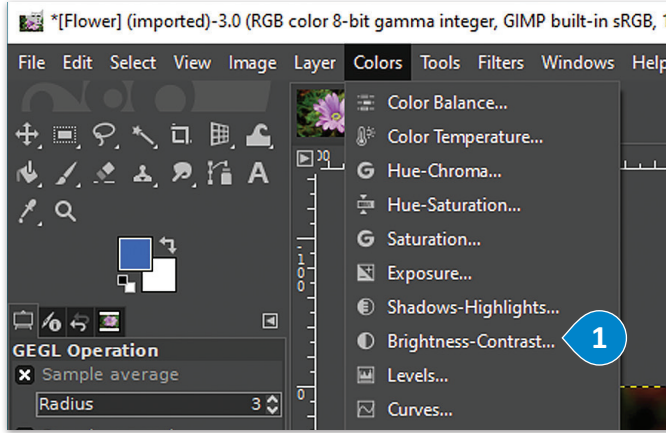 *[Flower] (imported)-3.0 (RGB color 8-bit gamma integer, GIMP built-in sRGB, 1
File Edit Select View Image Layer Colors Tools Filters Windows Help
Color Balance...
Color Temperature...
Hue-Chroma...
Hue-Saturation...
Saturation...
Exposure...
Shadows-Highlights...
Brightness-Contrast... 1
Levels...
Curves...
GEGL Operation
Sample average
Radius 3
-100
0